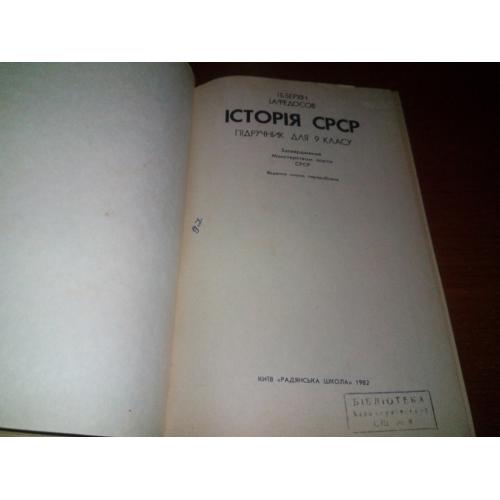 І.Б.БЕРХІН
І.А.ФЕДОСОВ
ІСТОРІЯ СРСР
ПІДРУЧНИК ДЛЯ 9 КЛАСУ
Затверджений
Міністерством освіти
СРСР
КИЇВ «РАДЯНСЬКА ШКОЛА» 1982
БІБЛІОТЕКА